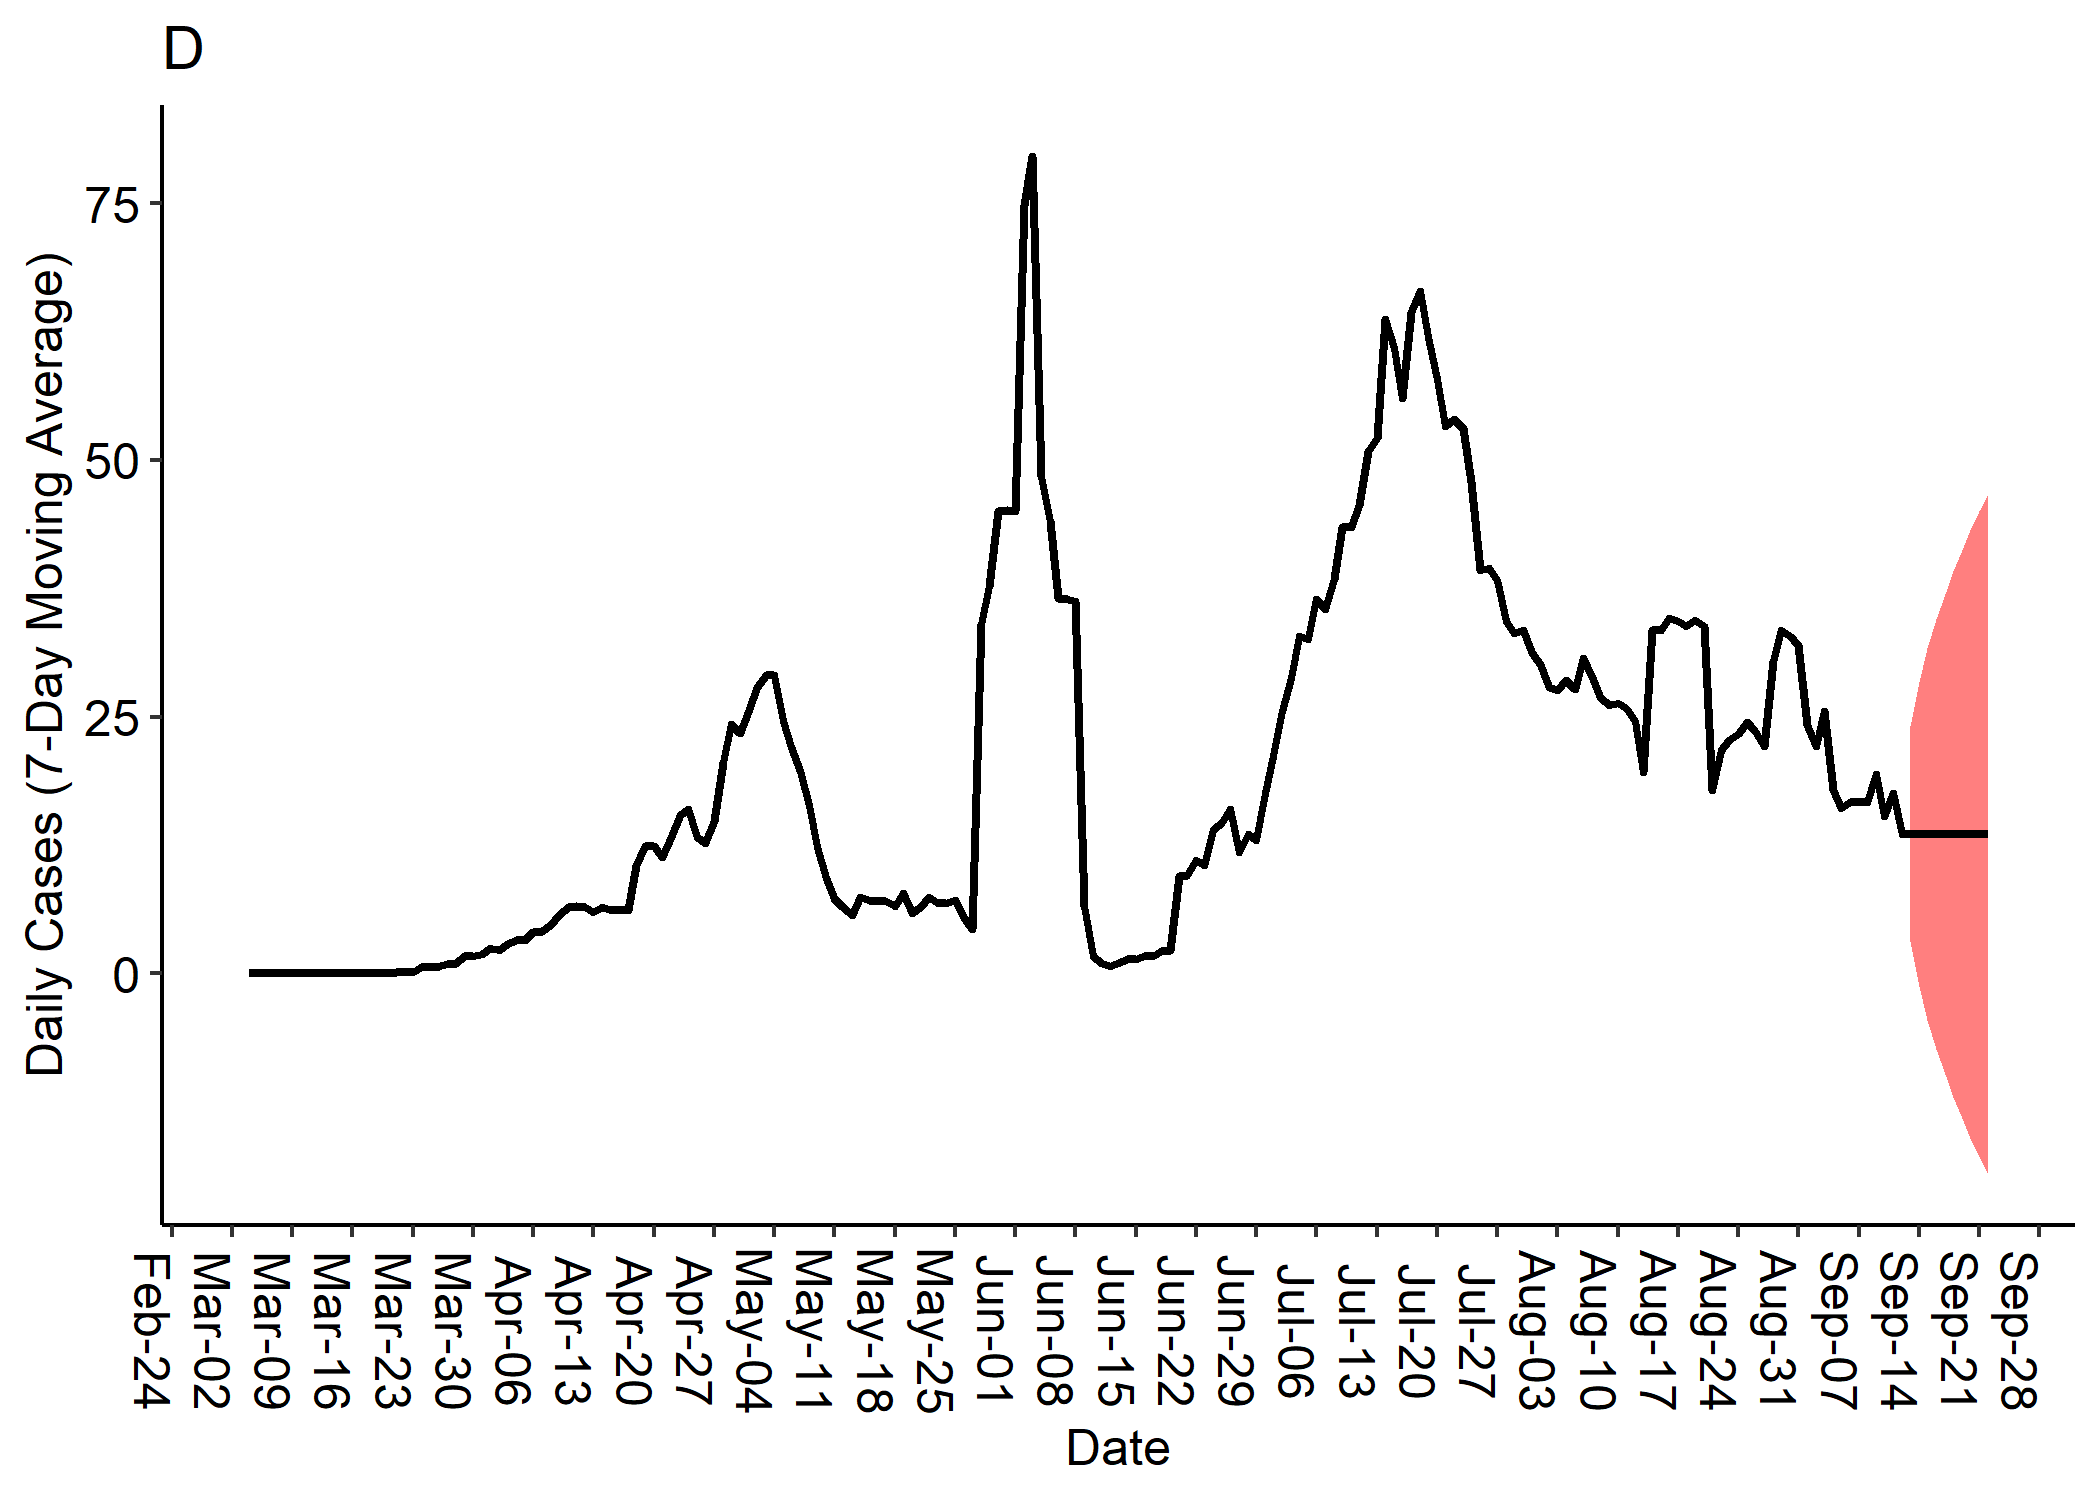 D
Daily Cases (7-Day Moving Average)
75
50
25
0
Feb-24
Mar-02
Mar-09
Mar-16
Mar-23
Mar-30
Apr-06
Apr-13
Apr-20
Apr-27
May-04
May-11
May-18
May-25
Jun-01
Jun-08
Jun-15
Jun-22
Jun-29
Jul-06
Jul-13
Jul-20
Jul-27
Aug-03
Aug-10
Aug-17
Aug-24
Aug-31
Sep-07
Sep-14
Sep-21
Sep-28
Date